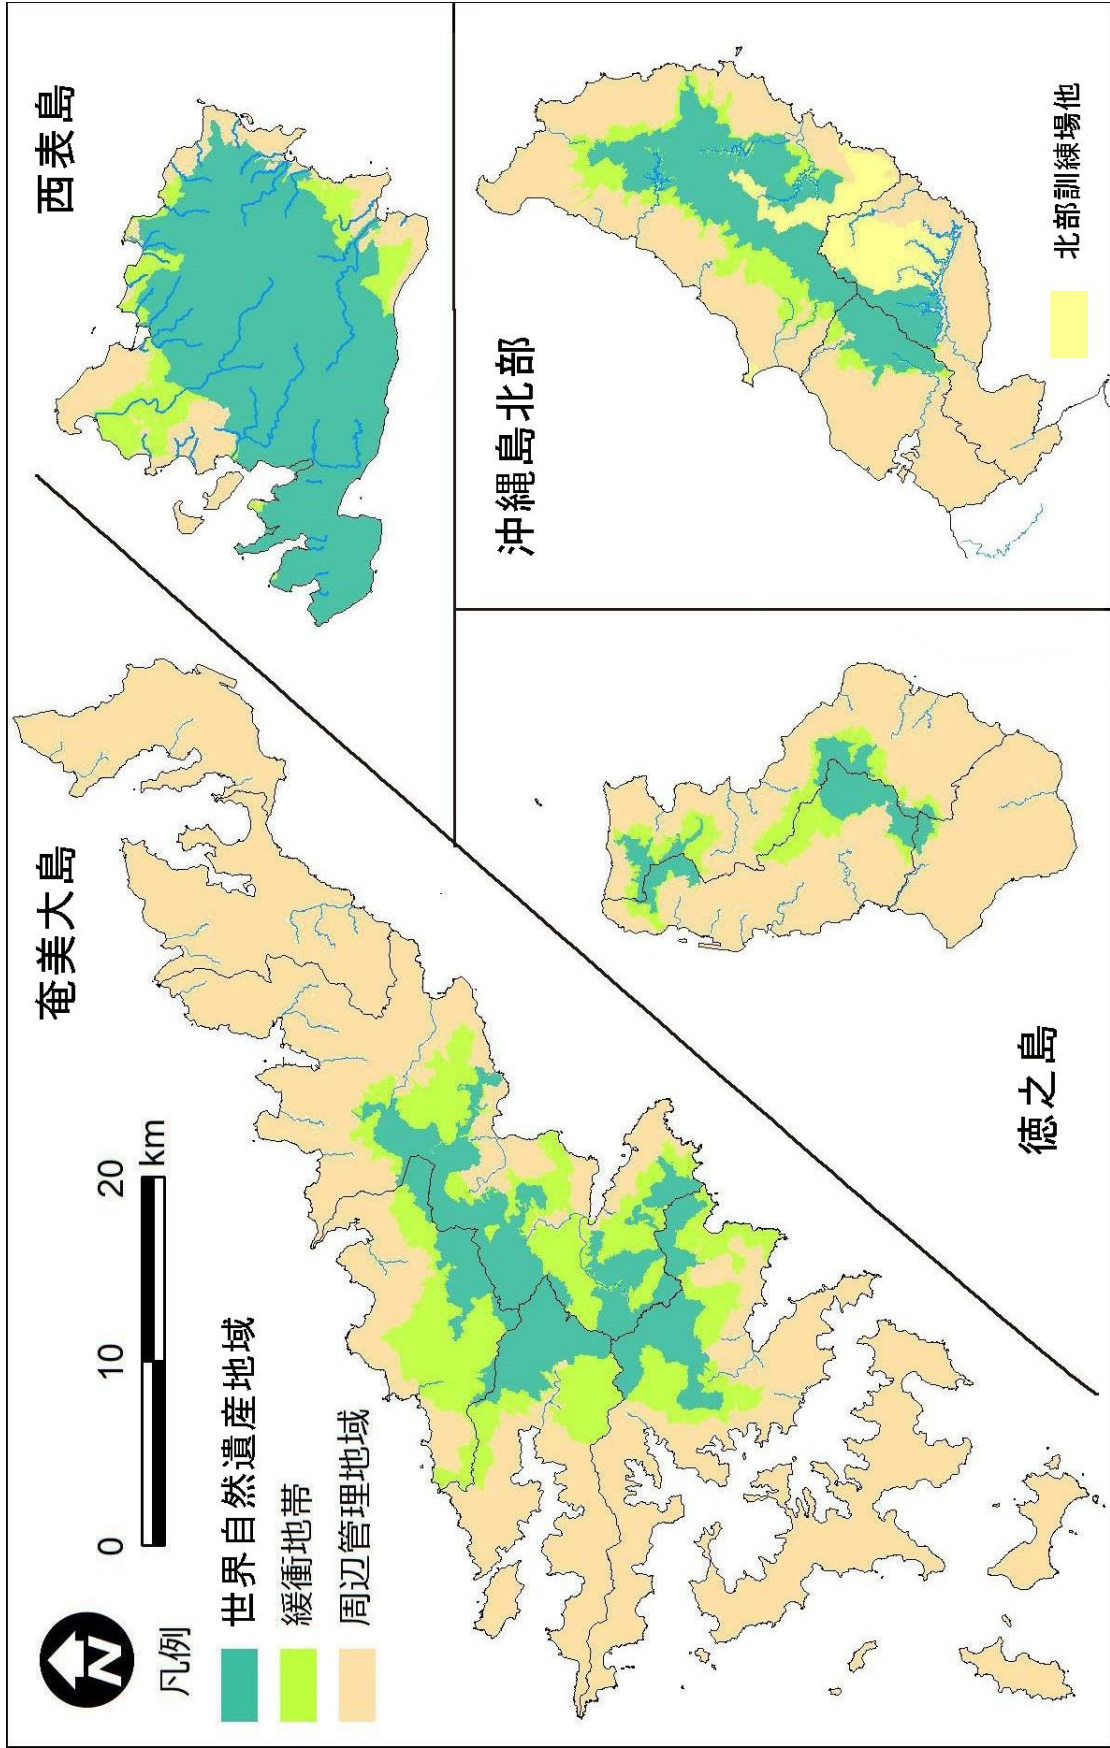 奄美大島
西表島
0 10 20
km
N
凡例
世界自然遺産地域
緩衝地帯
周辺管理地域
徳之島
沖縄島北部
北部訓練場他